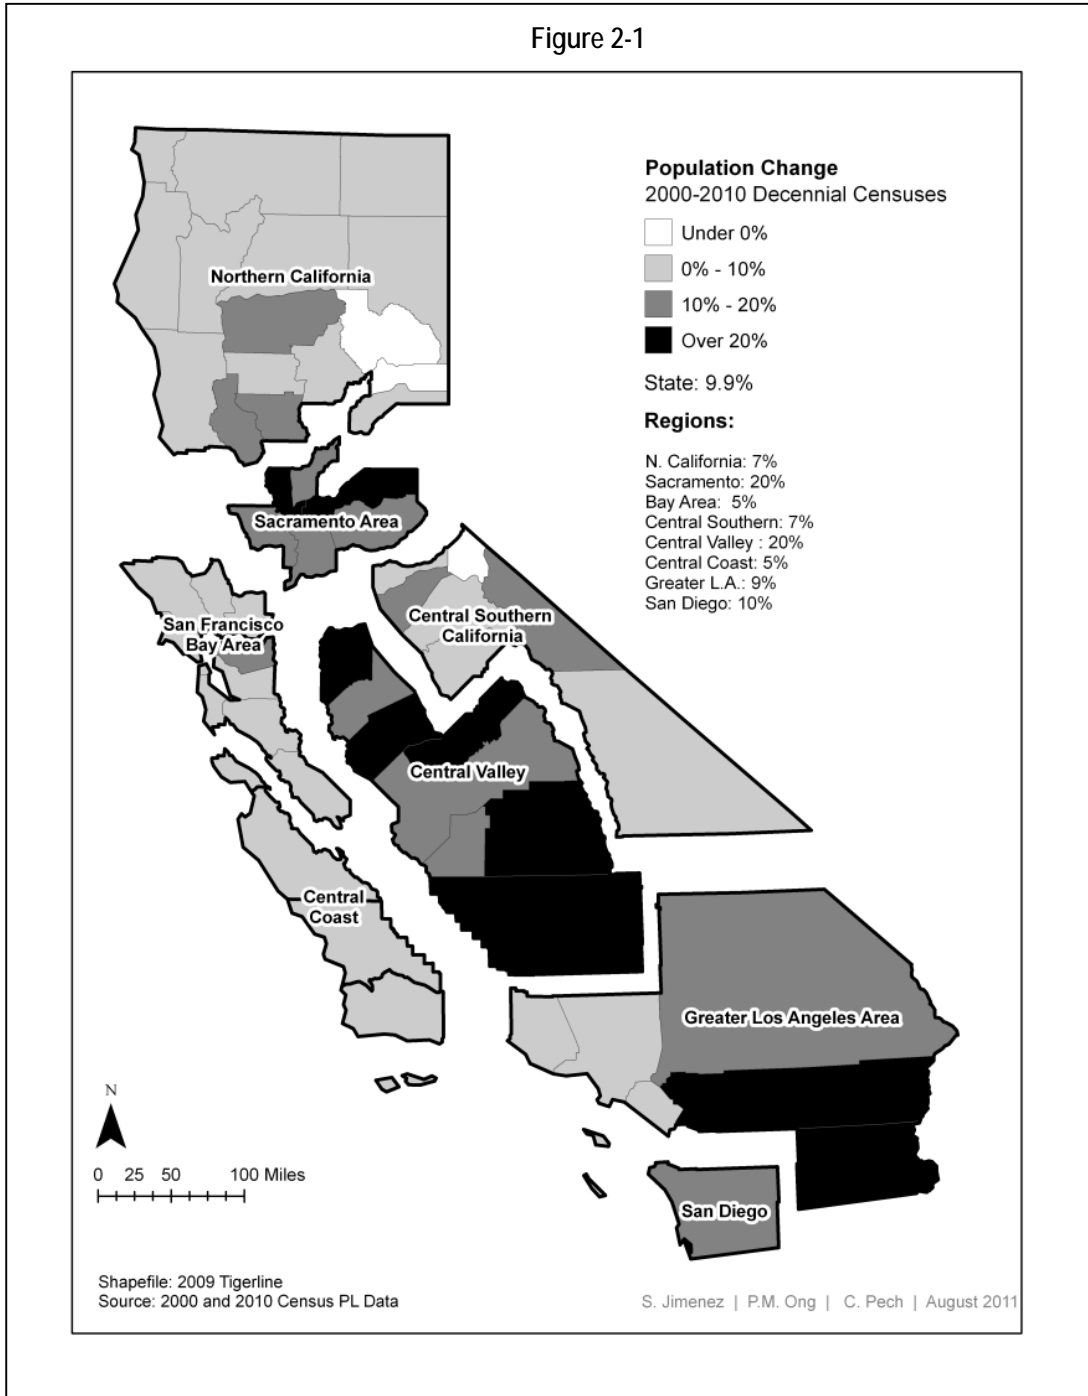 Figure 2-1
Population Change
2000-2010 Decennial Censuses
Under 0%
0% - 10%
10% - 20%
Over 20%
State: 9.9%
Regions:
N. California: 7%
Sacramento: 20%
Bay Area:  5%
Central Southern: 7%
Central Valley : 20%
Central Coast: 5%
Greater L.A.: 9%
San Diego: 10%
Northern California
Sacramento Area
San Francisco
Bay Area
Central Southern
California
Central Valley
Central
Coast
Greater Los Angeles Area
San Diego
N
0 25 50 100 Miles
Shapefile: 2009 Tigerline
Source: 2000 and 2010 Census PL Data
S. Jimenez | P.M. Ong | C. Pech | August 2011